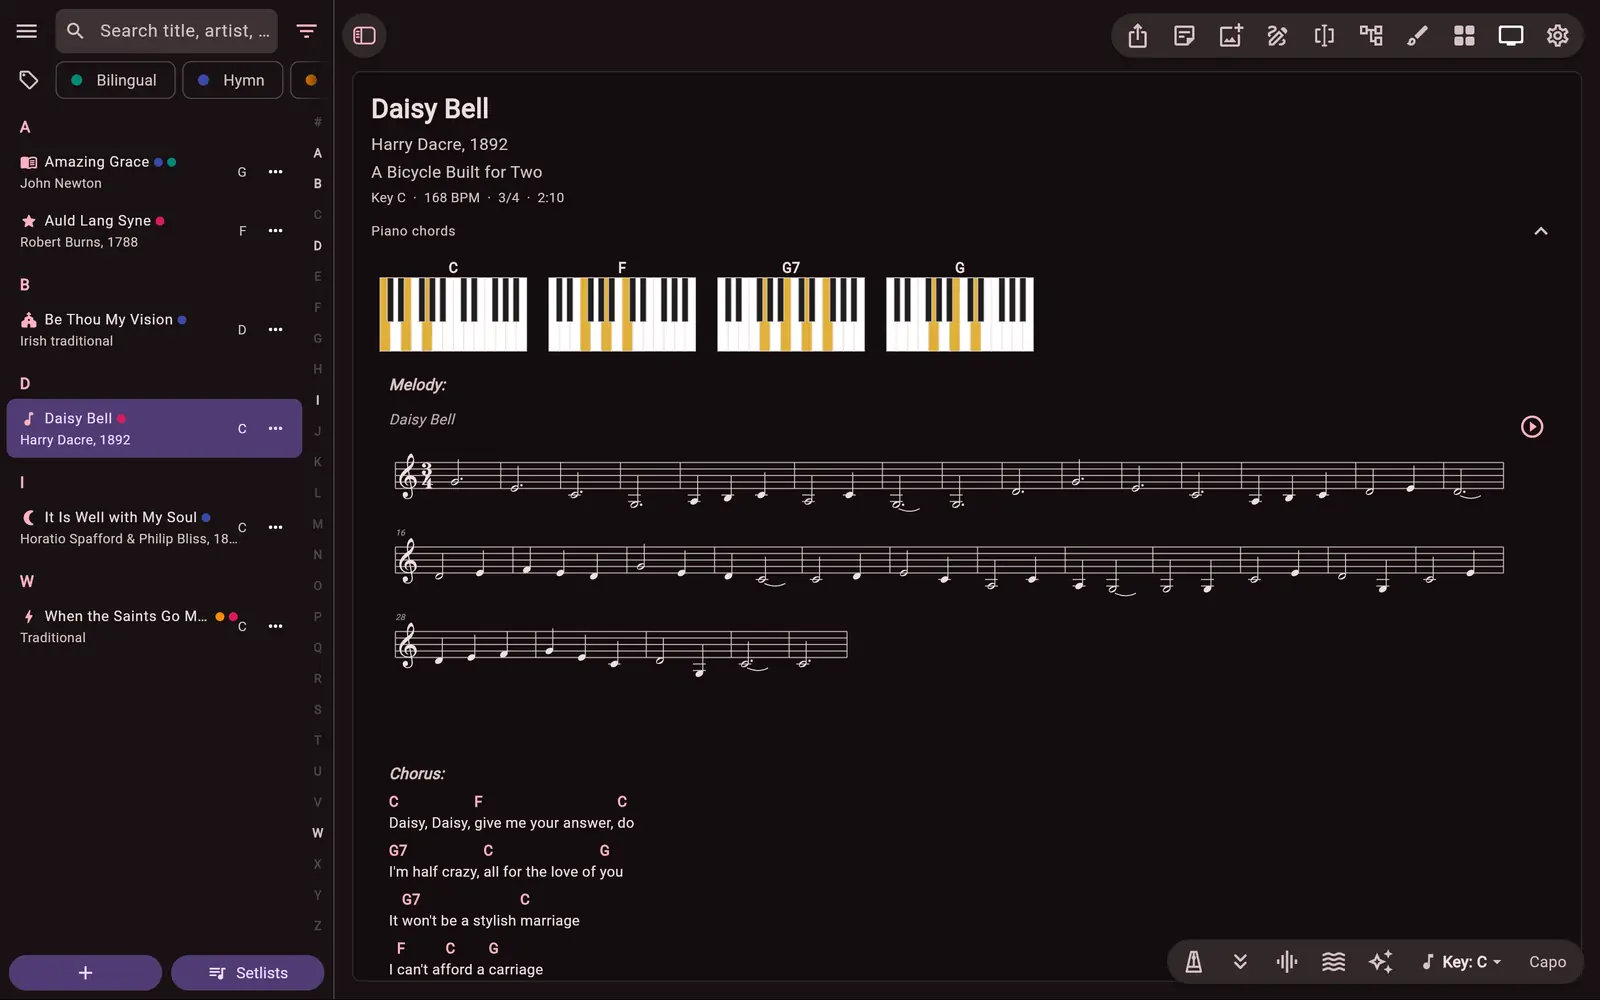 Search title, artist, ...
Bilingual
Hymn
A
Amazing Grace
John Newton
G
Auld Lang Syne
Robert Burns, 1788
F
B
Be Thou My Vision
Irish traditional
D
D
Daisy Bell
Harry Dacre, 1892
C
I
It Is Well with My Soul
Horatio Spafford & Philip Bliss, 18...
C
W
When the Saints Go M...
Traditional
C
#
A
B
C
D
E
F
G
H
I
J
K
L
M
N
O
P
Q
R
S
T
U
V
W
X
Y
Z
+
Setlists
Daisy Bell
Harry Dacre, 1892
A Bicycle Built for Two
Key C · 168 BPM · 3/4 · 2:10
Piano chords
C F G7 G
Melody:
Daisy Bell
3
4
16
28
Chorus:
C F C
Daisy, Daisy, give me your answer, do
G7 C G
I'm half crazy, all for the love of you
G7 C
It won't be a stylish marriage
F C G
I can't afford a carriage
Key: C
Capo